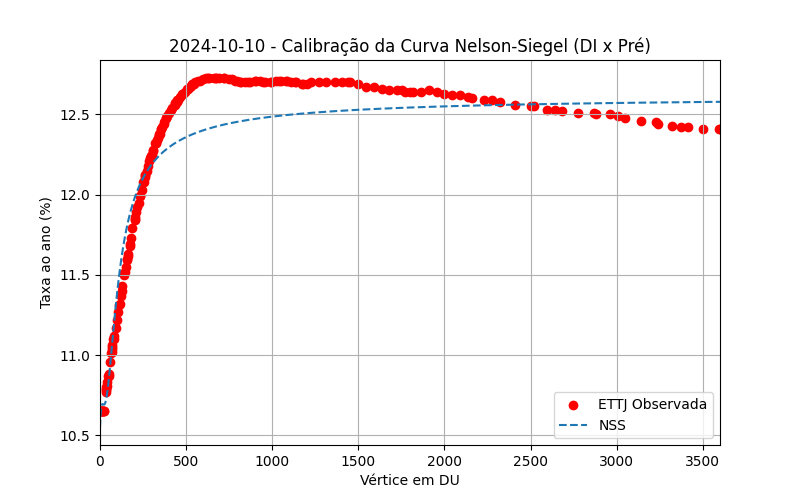 2024-10-10 - Calibração da Curva Nelson-Siegel (DI x Pré)
Taxa ao ano (%)
12.5
12.0
11.5
11.0
10.5
0 500 1000 1500 2000 2500 3000 3500
Vértice em DU
ETTJ Observada
NSS